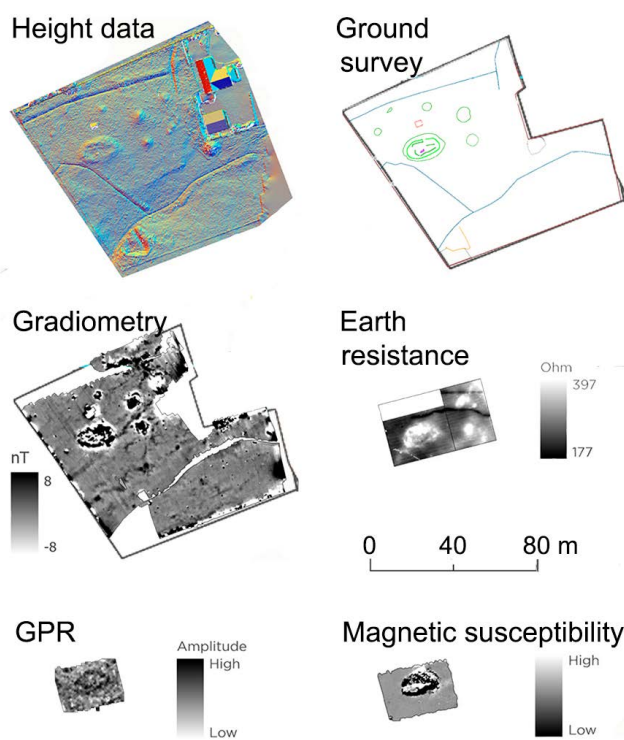 Height data
Ground
survey
Gradiometry
nT
8
-8
Earth
resistance
Ohm
397
177
0 40 80 m
GPR
Amplitude
High
Low
Magnetic susceptibility
High
Low